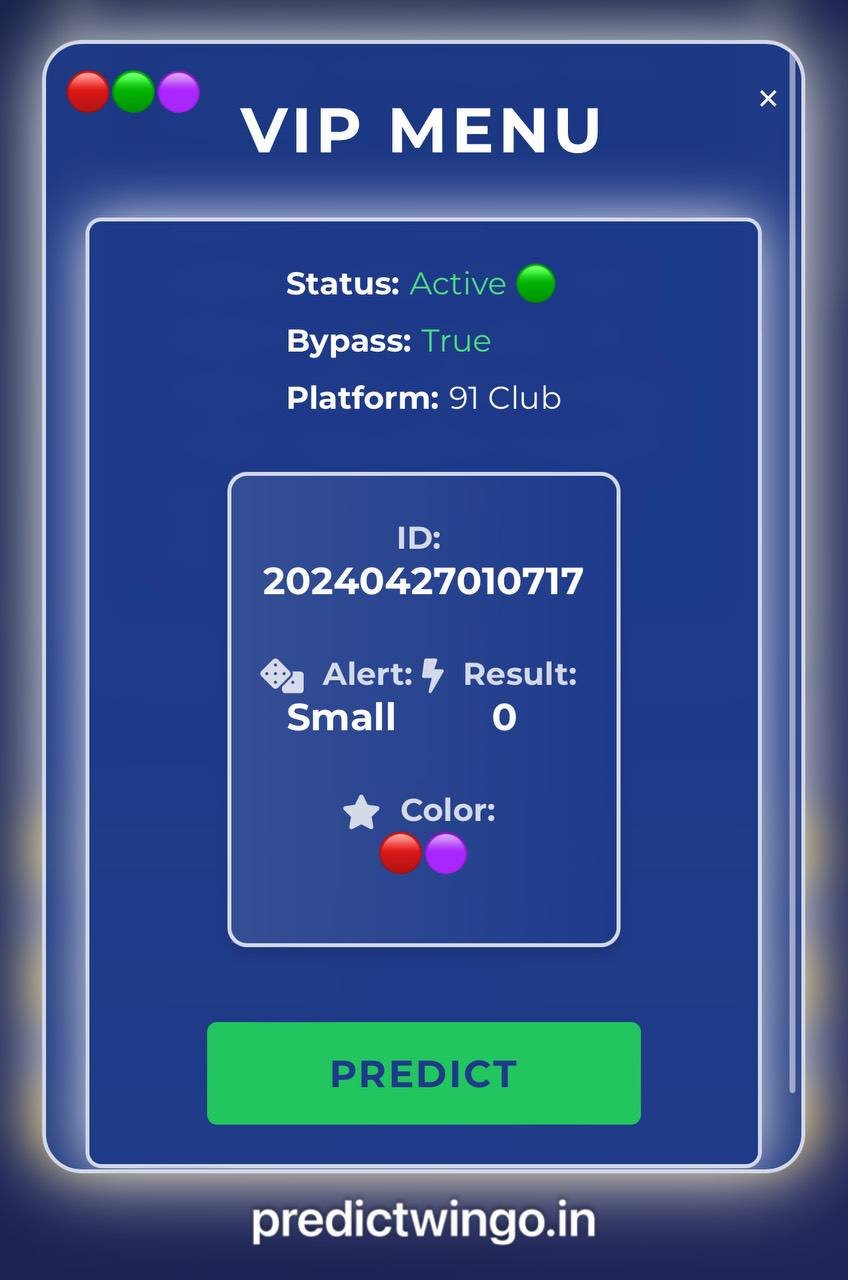 VIP MENU
×
Status: Active
Bypass: True
Platform: 91 Club
ID:
20240427010717
Alert: Result:
Small 0
Color:
PREDICT
predictwingo.in